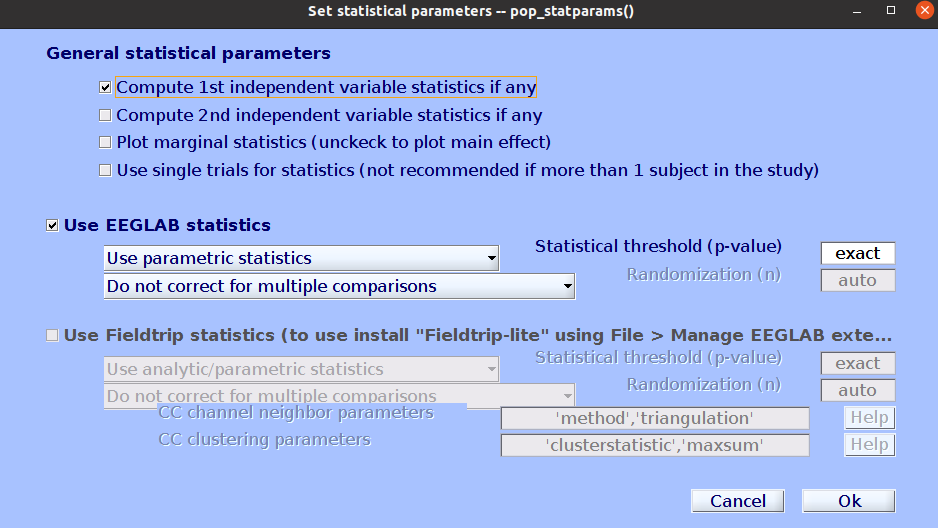 Set statistical parameters -- pop_statparams()
General statistical parameters
Compute 1st independent variable statistics if any
Compute 2nd independent variable statistics if any
Plot marginal statistics (unckeck to plot main effect)
Use single trials for statistics (not recommended if more than 1 subject in the study)
Use EEGLAB statistics
Use parametric statistics
Statistical threshold (p-value)
exact
Do not correct for multiple comparisons
Randomization (n)
auto
Use Fieldtrip statistics (to use install "Fieldtrip-lite" using File > Manage EEGLAB exte...
Use analytic/parametric statistics
Statistical threshold (p-value)
exact
Do not correct for multiple comparisons
Randomization (n)
auto
CC channel neighbor parameters
'method','triangulation'
Help
CC clustering parameters
'clusterstatistic','maxsum'
Help
Cancel
Ok